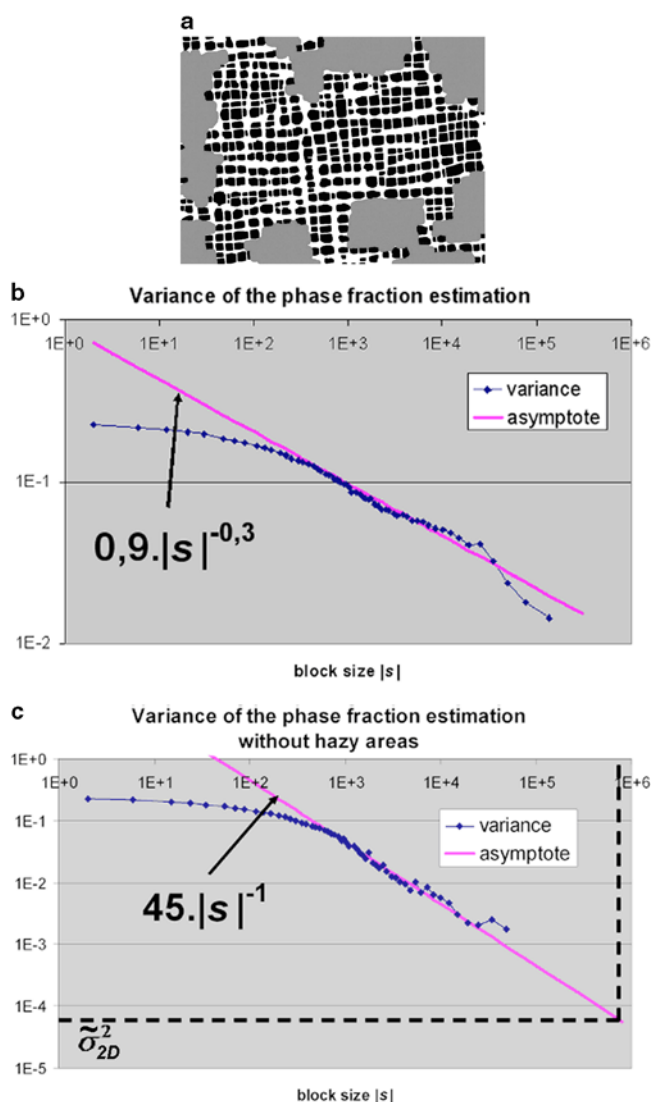 a
b
Variance of the phase fraction estimation
1E+0
1E+0 1E+1 1E+2 1E+3 1E+4 1E+5 1E+6
variance
asymptote
1E-1
0,9.|s|-0,3
1E-2
block size |s|
c
Variance of the phase fraction estimation
without hazy areas
1E+0
1E+0 1E+1 1E+2 1E+3 1E+4 1E+5 1E+6
1E-1
variance
asymptote
1E-2
45.|s|-1
1E-3
1E-4
σ̃²2D
1E-5
block size |s|